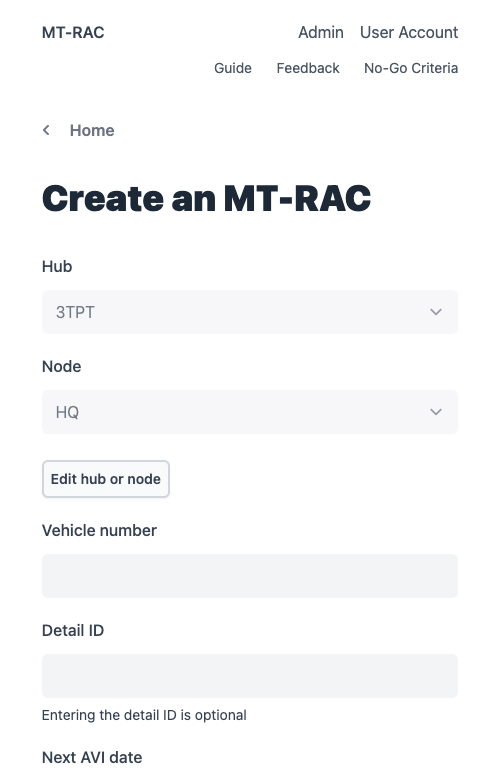 MT-RAC
Admin User Account
Guide Feedback No-Go Criteria
Home
Create an MT-RAC
Hub
3TPT
Node
HQ
Edit hub or node
Vehicle number
Detail ID
Entering the detail ID is optional
Next AVI date